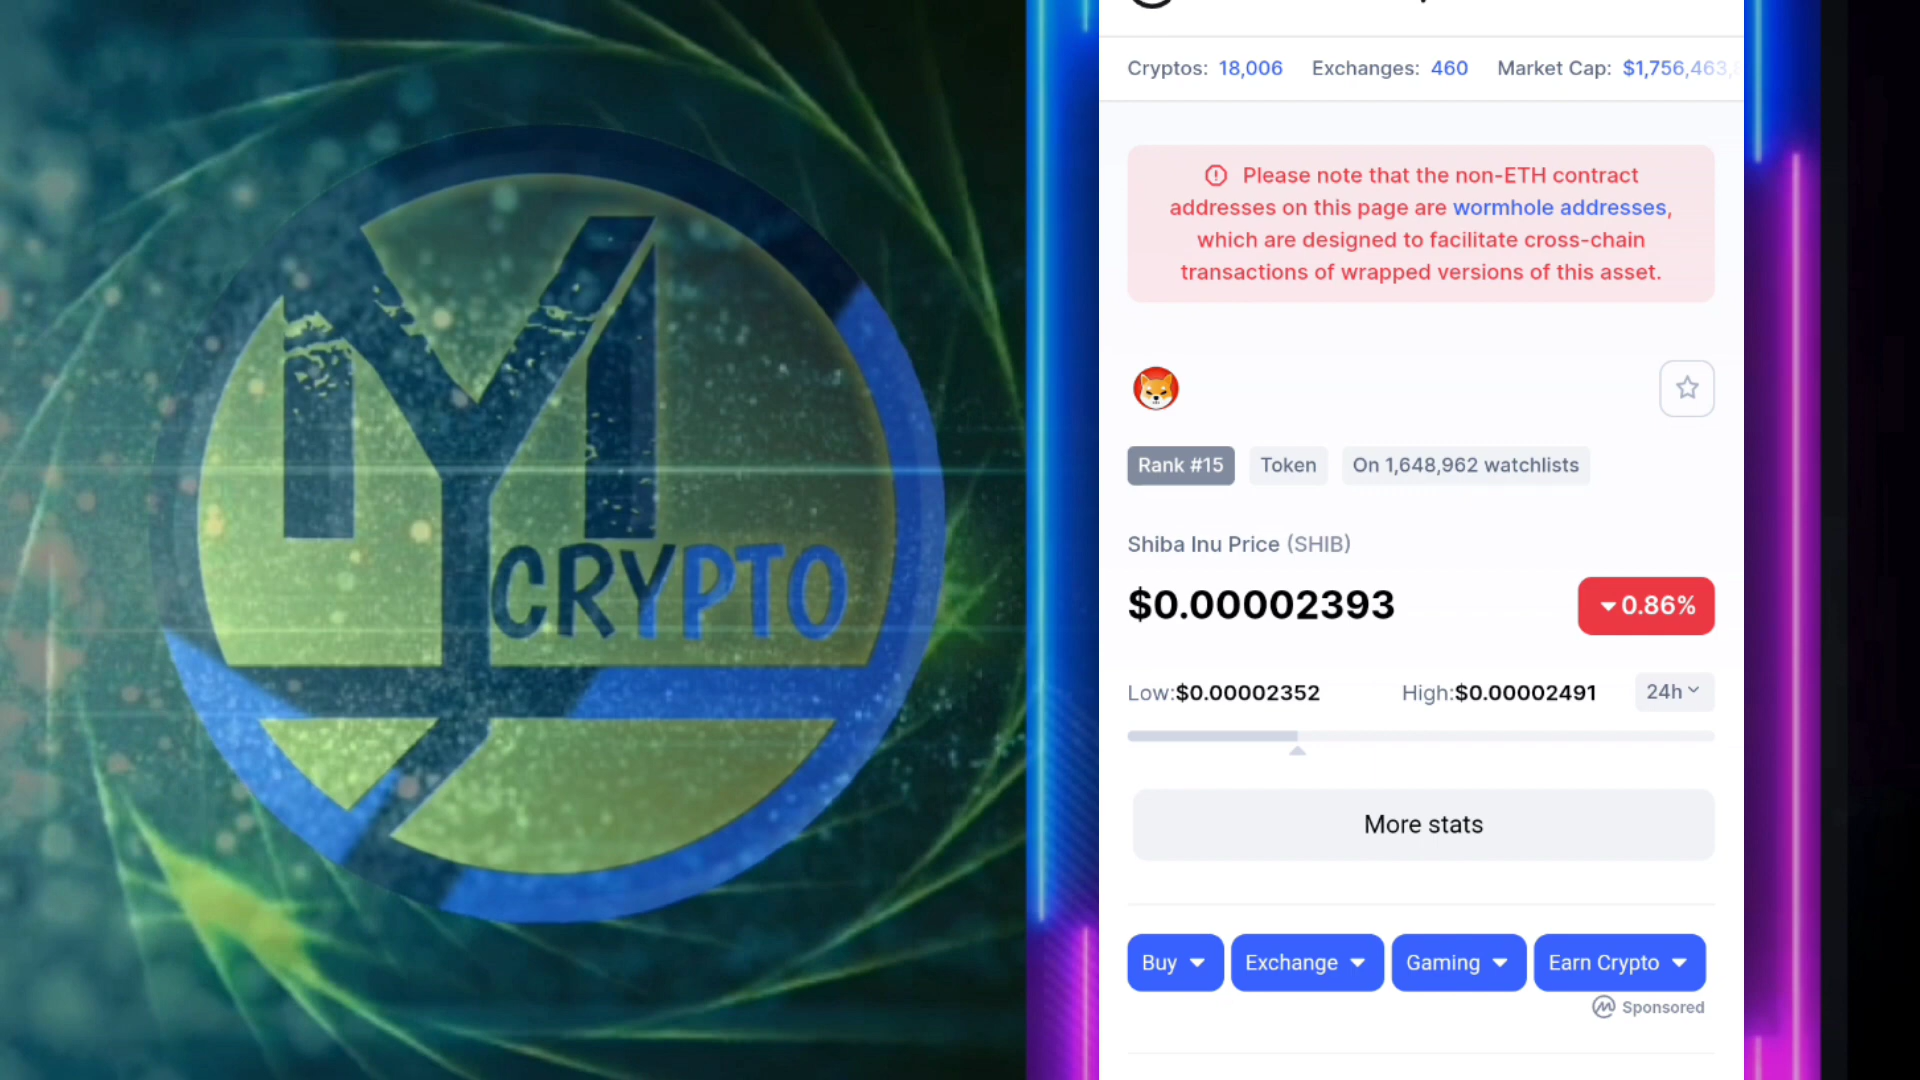 CRYPTO
Cryptos: 18,006 Exchanges: 460 Market Cap: $1,756,463,
Please note that the non-ETH contract
addresses on this page are wormhole addresses,
which are designed to facilitate cross-chain
transactions of wrapped versions of this asset.
Rank #15 Token On 1,648,962 watchlists
Shiba Inu Price (SHIB)
$0.00002393 0.86%
Low:$0.00002352 High:$0.00002491 24h
More stats
Buy Exchange Gaming Earn Crypto
Sponsored